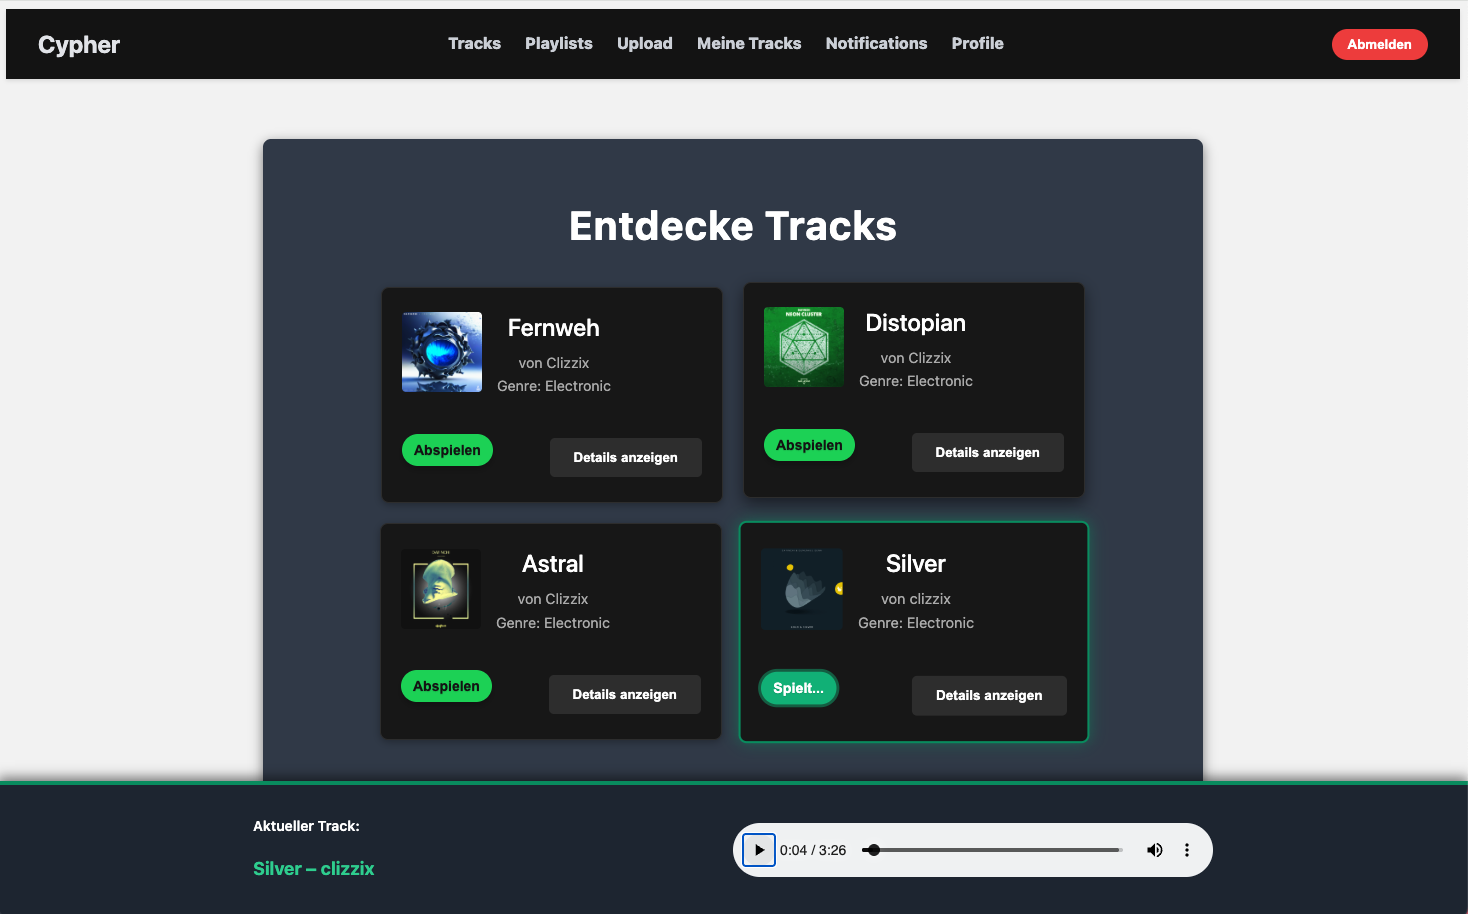 Cypher
Tracks Playlists Upload Meine Tracks Notifications Profile
Abmelden
Entdecke Tracks
Fernweh
von Clizzix
Genre: Electronic
Abspielen
Details anzeigen
NEON CLUSTER
Distopian
von Clizzix
Genre: Electronic
Abspielen
Details anzeigen
Astral
von Clizzix
Genre: Electronic
Abspielen
Details anzeigen
Silver
von clizzix
Genre: Electronic
Spielt...
Details anzeigen
Aktueller Track:
Silver – clizzix
0:04 / 3:26